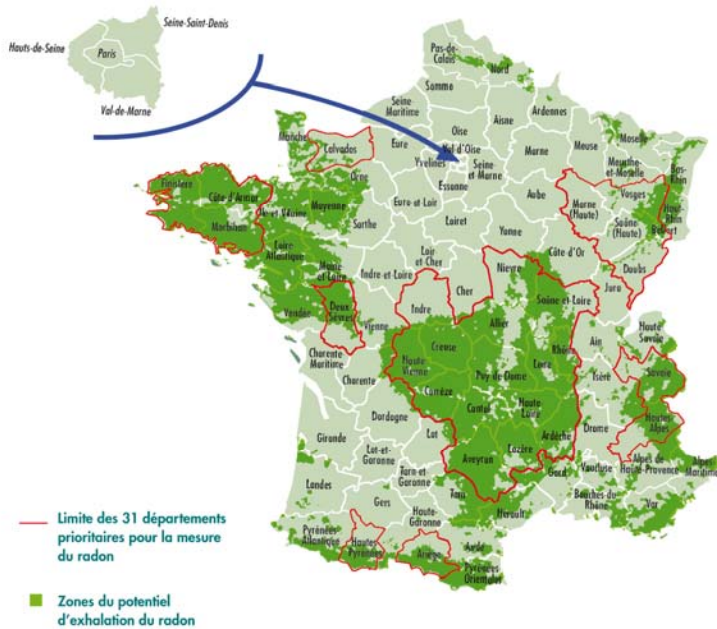 Seine-Saint-Denis
Hauts-de-Seine
Paris
Val-de-Marne
Pas-de-
Calais
Nord
Somme
Seine
Maritime
Oise
Aisne
Ardennes
Manche
Calvados
Eure
Val d'Oise
Yvelines
Seine
et Marne
Essonne
Marne
Meuse
Moselle
Meurthe-
et-Moselle
Bas-
Rhin
Finistère
Côte d'Armor
Morbihan
Ille et Vilaine
Mayenne
Orne
Sarthe
Eure et Loir
Loiret
Yonne
Aube
Marne
(Haute)
Vosges
Haut-
Rhin
Belfort
Saône
(Haute)
Doubs
Jura
Côte d'Or
Loire
Atlantique
Maine
et-Loire
Indre-et-Loire
Loir
et Cher
Cher
Indre
Nievre
Saône et-Loire
Vendée
Deux
Sèvres
Vienne
Charente
Maritime
Charente
Haute
Vienne
Creuse
Allier
Loire
Rhône
Ain
Haute
Savoie
Savoie
Isère
Corrèze
Puy-de-Dome
Cantal
Haute
Loire
Ardèche
Drome
Hautes-
Alpes
Dordogne
Gironde
Lot
Lot-et-
Garonne
Tarn-et
Garonne
Aveyron
Lozère
Gard
Vaucluse
Alpes de
Haute-Provence
Alpes
Maritime
Landes
Gers
Tarn
Hérault
Bouches-du-
Rhône
Var
Haute-
Garonne
Pyrénées
Atlantique
Hautes
Pyrénées
Ariège
Aude
Pyrénées
Orientales
Limite des 31 départements
prioritaires pour la mesure
du radon
Zones du potentiel
d'exhalation du radon